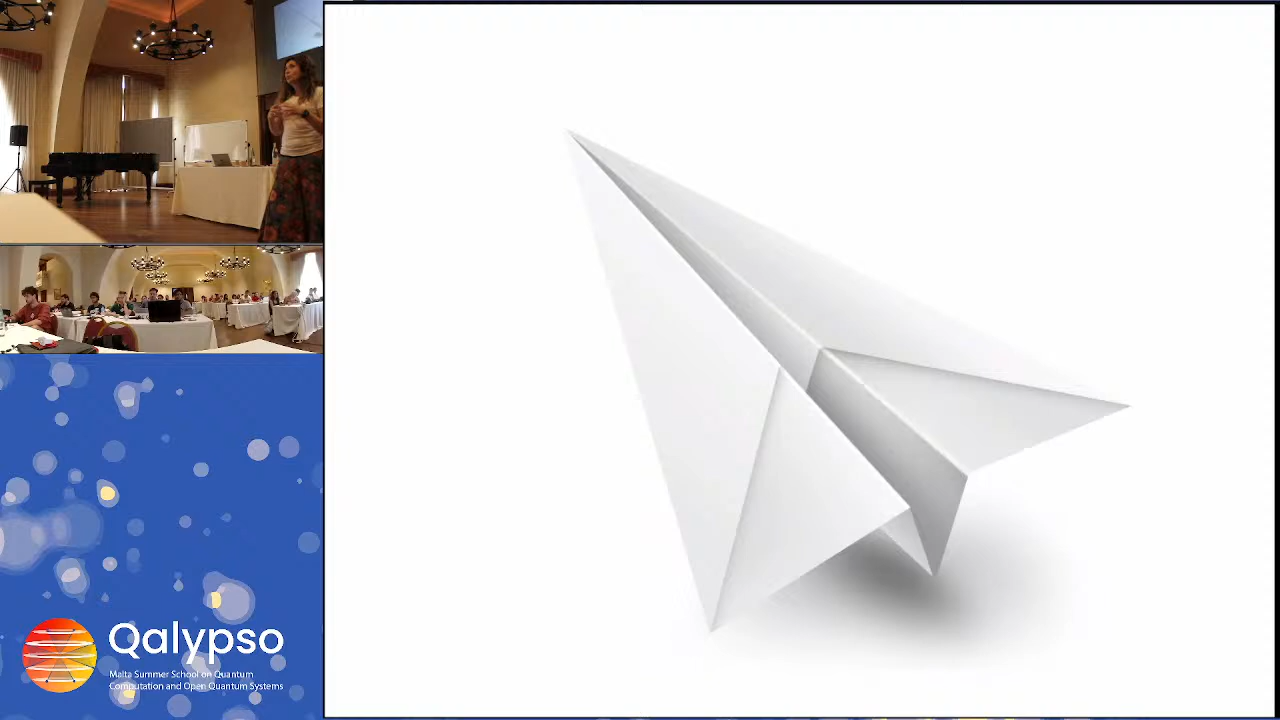 Qalypso
Malta Summer School on Quantum
Computation and Open Quantum Systems